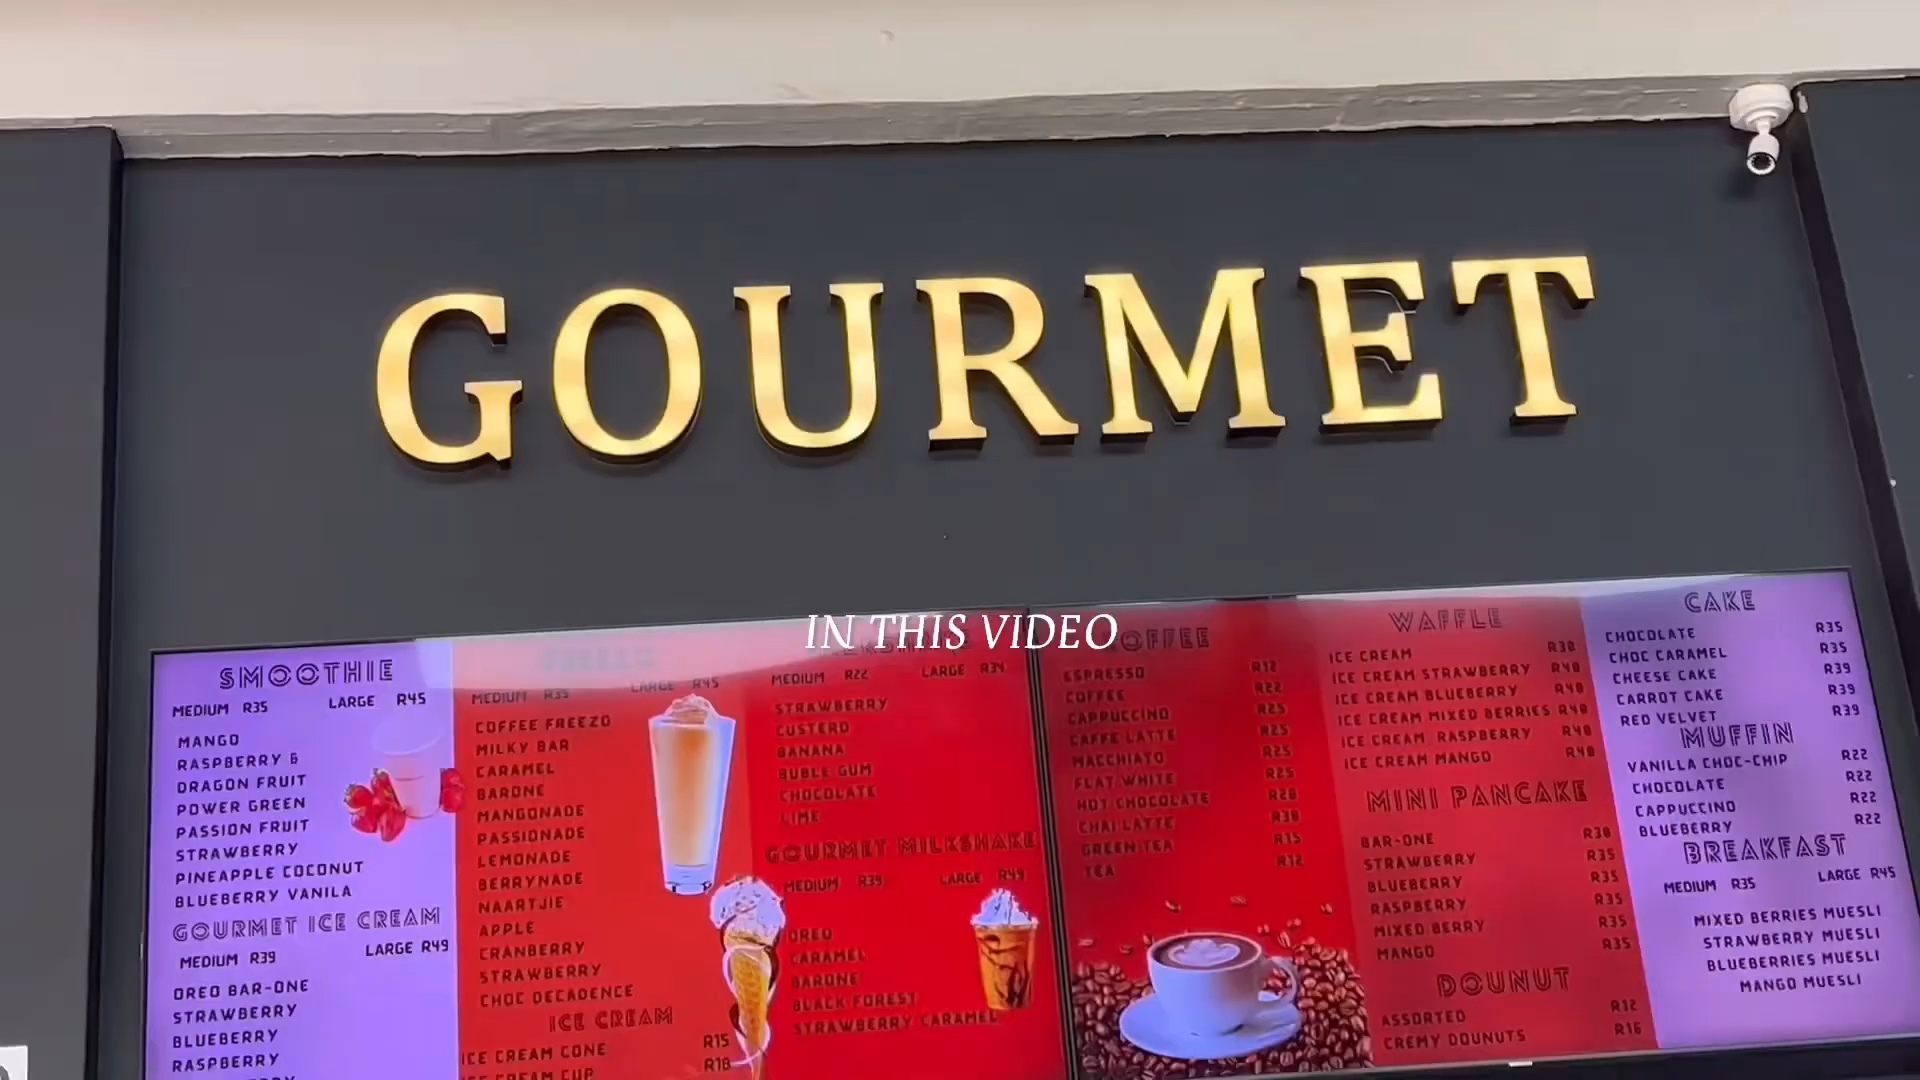 GOURMET
IN THIS VIDEO
SMOOTHIE
MEDIUM R35 LARGE R45
MANGO
RASPBERRY &
DRAGON FRUIT
POWER GREEN
PASSION FRUIT
STRAWBERRY
PINEAPPLE COCONUT
BLUEBERRY VANILA
GOURMET ICE CREAM
MEDIUM R39 LARGE R49
OREO BAR-ONE
STRAWBERRY
BLUEBERRY
RASPBERRY
MEDIUM R35 LARGE R45
COFFEE FREEZO
MILKY BAR
CARAMEL
BARONE
MANGONADE
PASSIONADE
LEMONADE
BERRYNADE
NAARTJIE
APPLE
CRANBERRY
STRAWBERRY
CHOC DECADENCE
ICE CREAM
ICE CREAM CONE R15
ICE CREAM CUP R18
MEDIUM R22 LARGE R34
STRAWBERRY
CUSTERD
BANANA
BUBLE GUM
CHOCOLATE
LIME
GOURMET MILKSHAKE
MEDIUM R39 LARGE R49
OREO
CARAMEL
BARONE
BLACK FOREST
STRAWBERRY CARAMEL
COFFEE
ESPRESSO R12
COFFEE R22
CAPPUCCINO R25
CAFFE LATTE R25
MACCHIATO R25
FLAT WHITE R25
HOT CHOCOLATE R28
CHAI LATTE R30
GREEN TEA R15
TEA R12
WAFFLE
ICE CREAM R30
ICE CREAM STRAWBERRY R40
ICE CREAM BLUEBERRY R40
ICE CREAM MIXED BERRIES R40
ICE CREAM RASPBERRY R40
ICE CREAM MANGO R40
MINI PANCAKE
BAR-ONE R30
STRAWBERRY R35
BLUEBERRY R35
RASPBERRY R35
MIXED BERRY R35
MANGO R35
DOUNUT
ASSORTED R12
CREMY DOUNUTS R16
CAKE
CHOCOLATE R35
CHOC CARAMEL R35
CHEESE CAKE R39
CARROT CAKE R39
RED VELVET R39
MUFFIN
VANILLA CHOC-CHIP R22
CHOCOLATE R22
CAPPUCCINO R22
BLUEBERRY R22
BREAKFAST
MEDIUM R35 LARGE R45
MIXED BERRIES MUESLI
STRAWBERRY MUESLI
BLUEBERRIES MUESLI
MANGO MUESLI